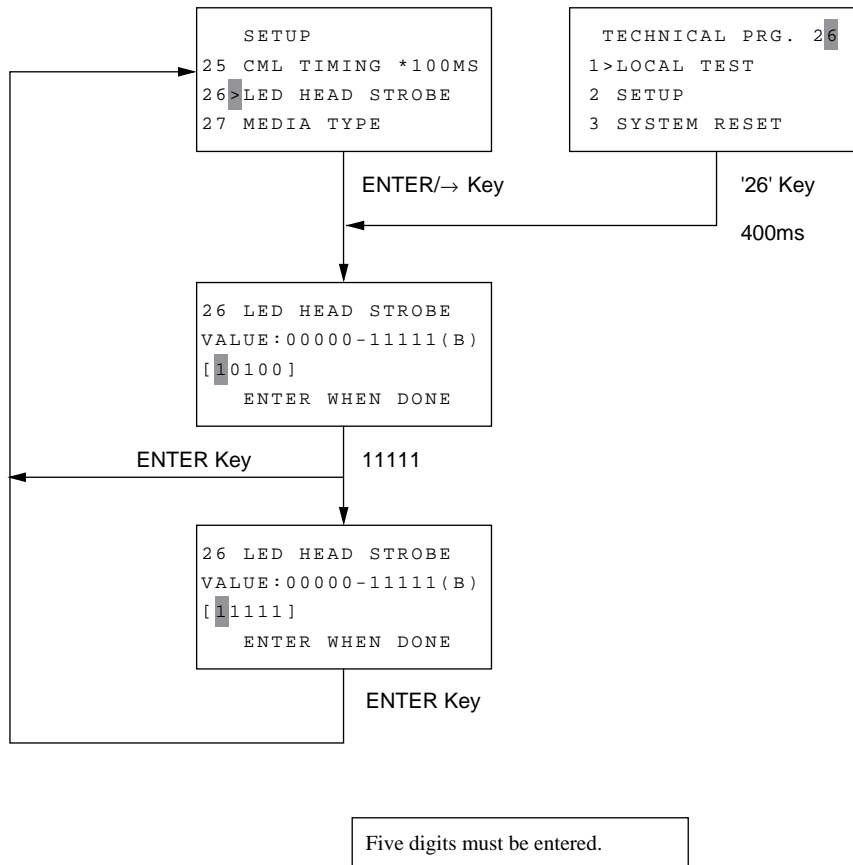 SETUP
25 CML TIMING *100MS
26>LED HEAD STROBE
27 MEDIA TYPE
TECHNICAL PRG. 26
1>LOCAL TEST
2 SETUP
3 SYSTEM RESET
ENTER/→ Key
'26' Key
400ms
26 LED HEAD STROBE
VALUE:00000-11111(B)
[10100]
ENTER WHEN DONE
ENTER Key
11111
26 LED HEAD STROBE
VALUE:00000-11111(B)
[11111]
ENTER WHEN DONE
ENTER Key
Five digits must be entered.